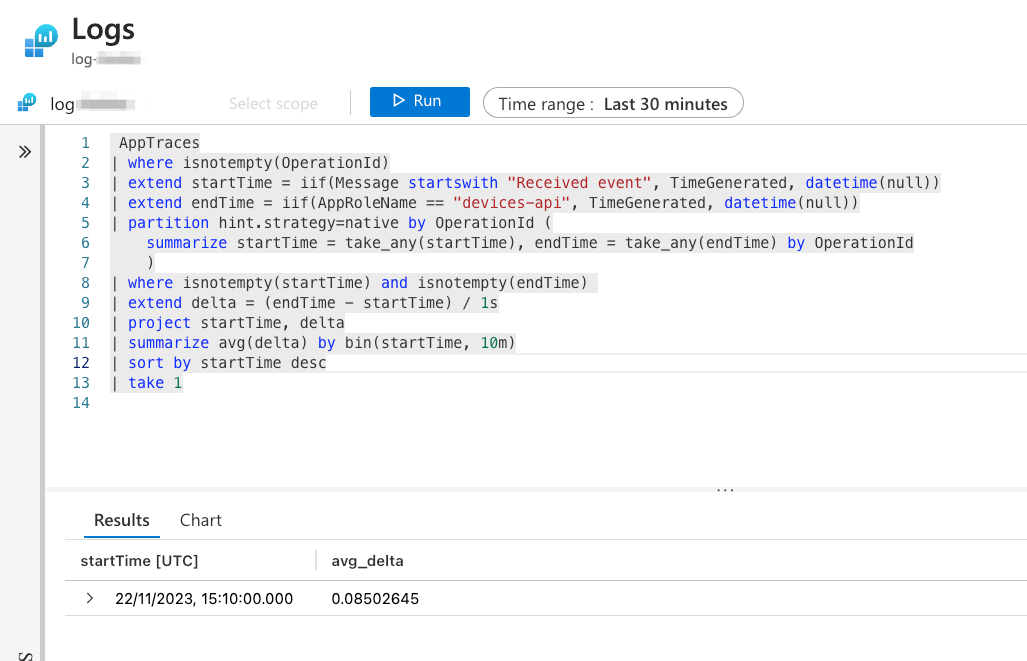 Logs
log-
log
Select scope
Run
Time range : Last 30 minutes
1 AppTraces
2 | where isnotempty(OperationId)
3 | extend startTime = iif(Message startswith "Received event", TimeGenerated, datetime(null))
4 | extend endTime = iif(AppRoleName == "devices-api", TimeGenerated, datetime(null))
5 | partition hint.strategy=native by OperationId (
6 summarize startTime = take_any(startTime), endTime = take_any(endTime) by OperationId
7 )
8 | where isnotempty(startTime) and isnotempty(endTime)
9 | extend delta = (endTime - startTime) / 1s
10 | project startTime, delta
11 | summarize avg(delta) by bin(startTime, 10m)
12 | sort by startTime desc
13 | take 1
14
...
Results Chart
startTime [UTC] avg_delta
22/11/2023, 15:10:00.000 0.08502645